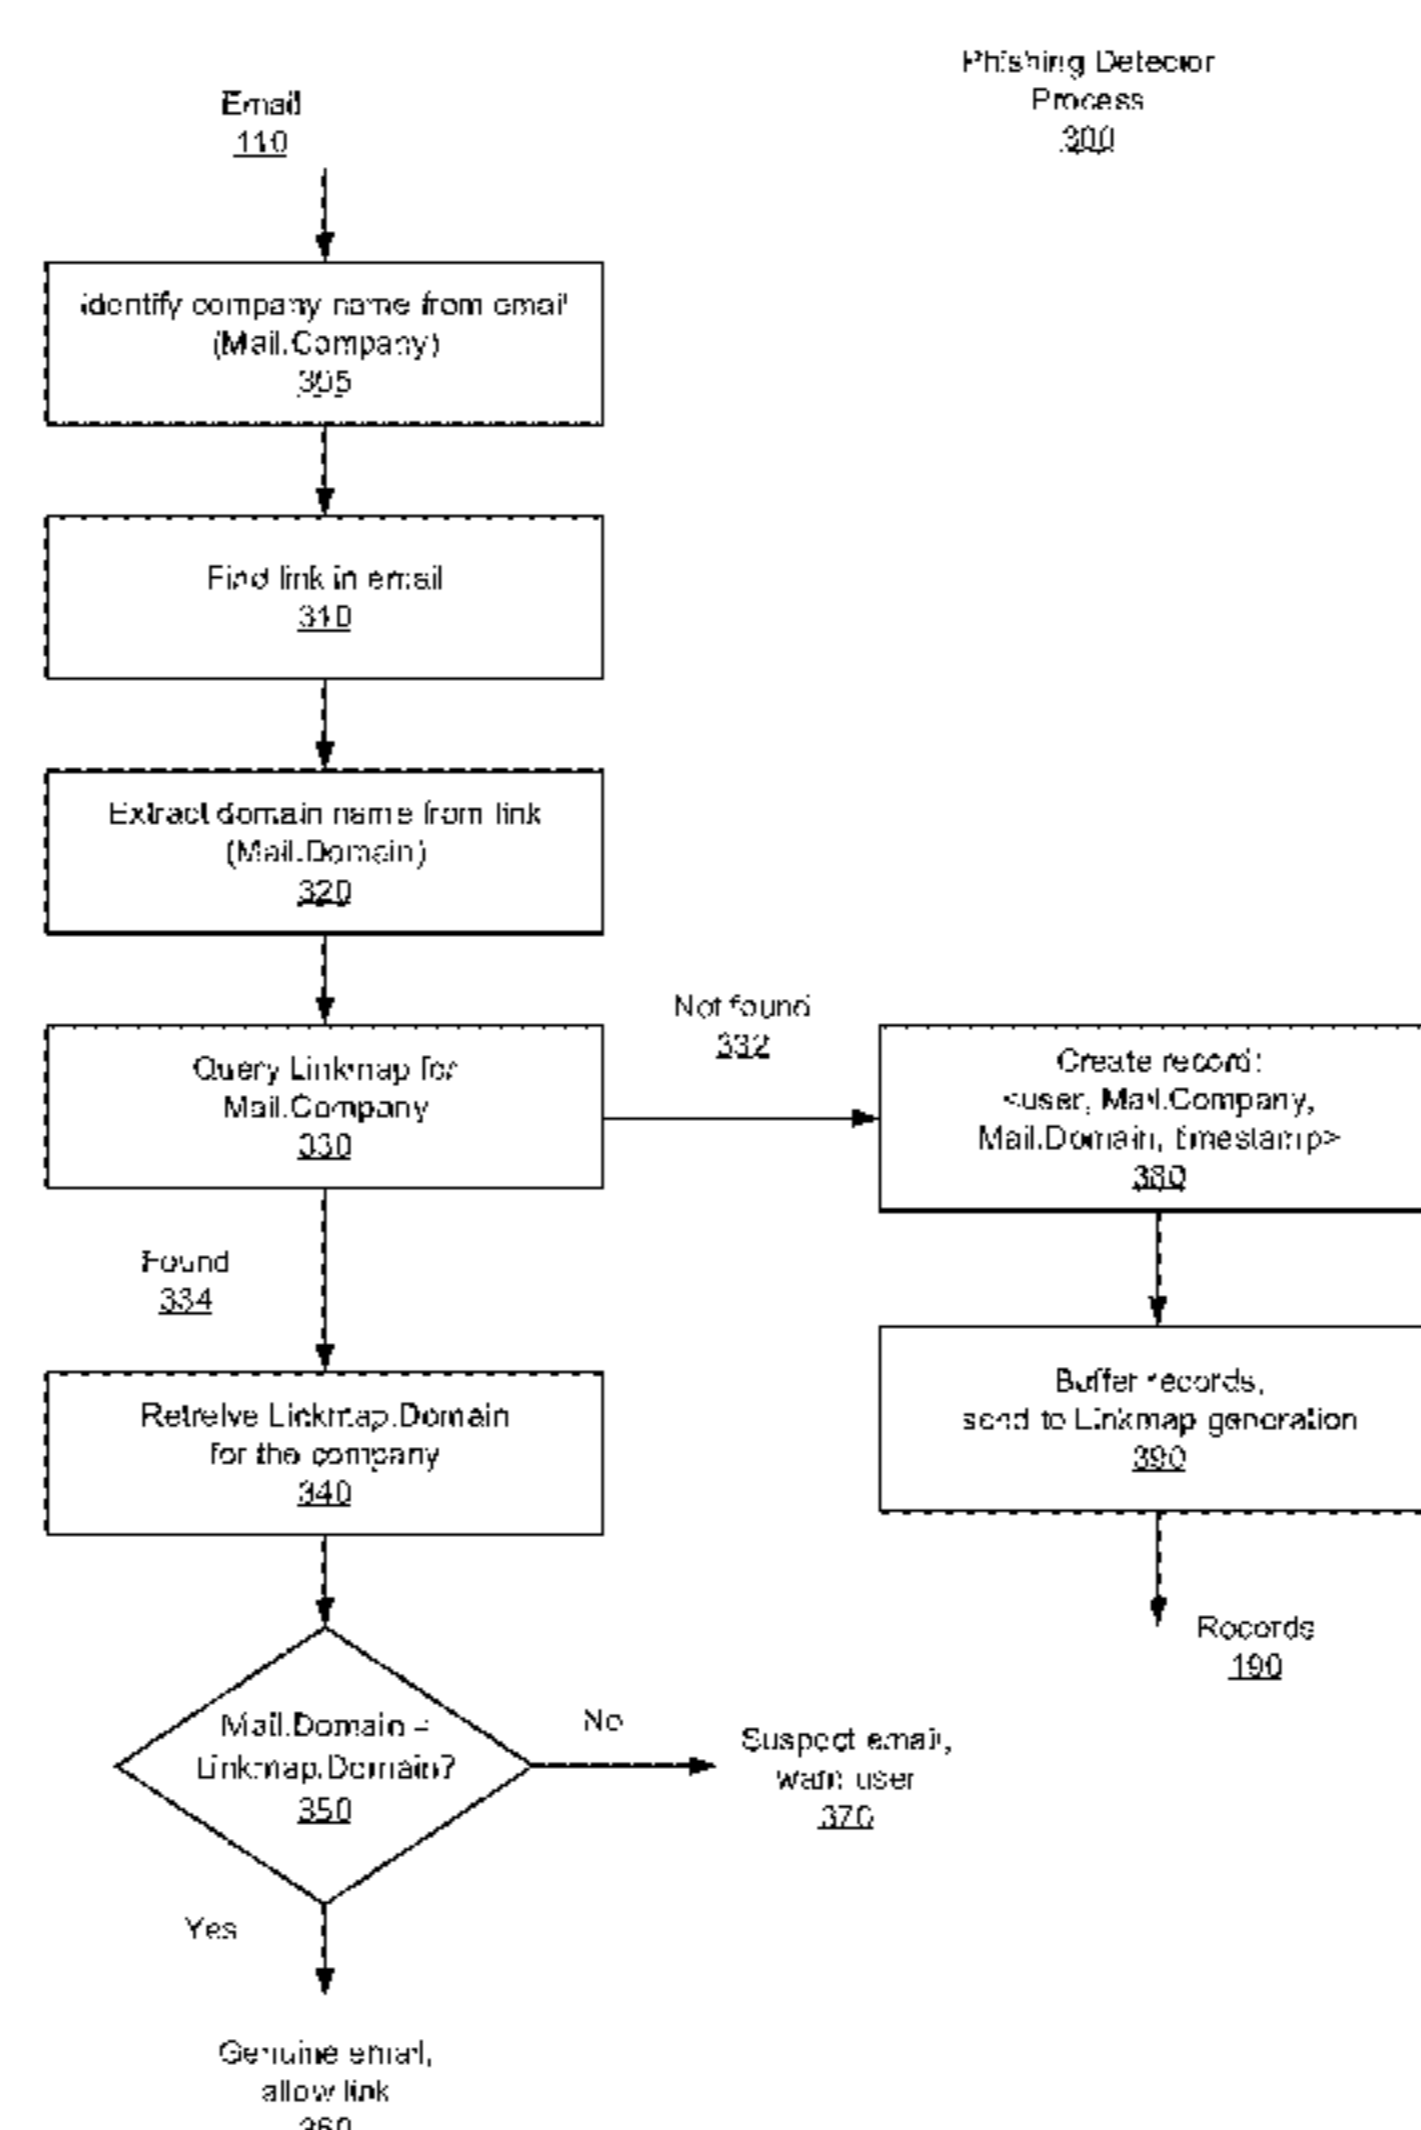 Phishing Detector
Process
300
Email
110
Identify company name from email
(Mail.Company)
305
Find link in email
310
Extract domain name from link
(Mail.Domain)
320
Query Linkmap for
Mail.Company
330
Not found
332
Create record:
<user, Mail.Company,
Mail.Domain, timestamp>
380
Found
334
Retreive Linkmap.Domain
for the company
340
Buffer records,
send to Linkmap generation
390
Records
190
Mail.Domain =
Linkmap.Domain?
350
No
Suspect email,
warn user
370
Yes
Genuine email,
allow link
360